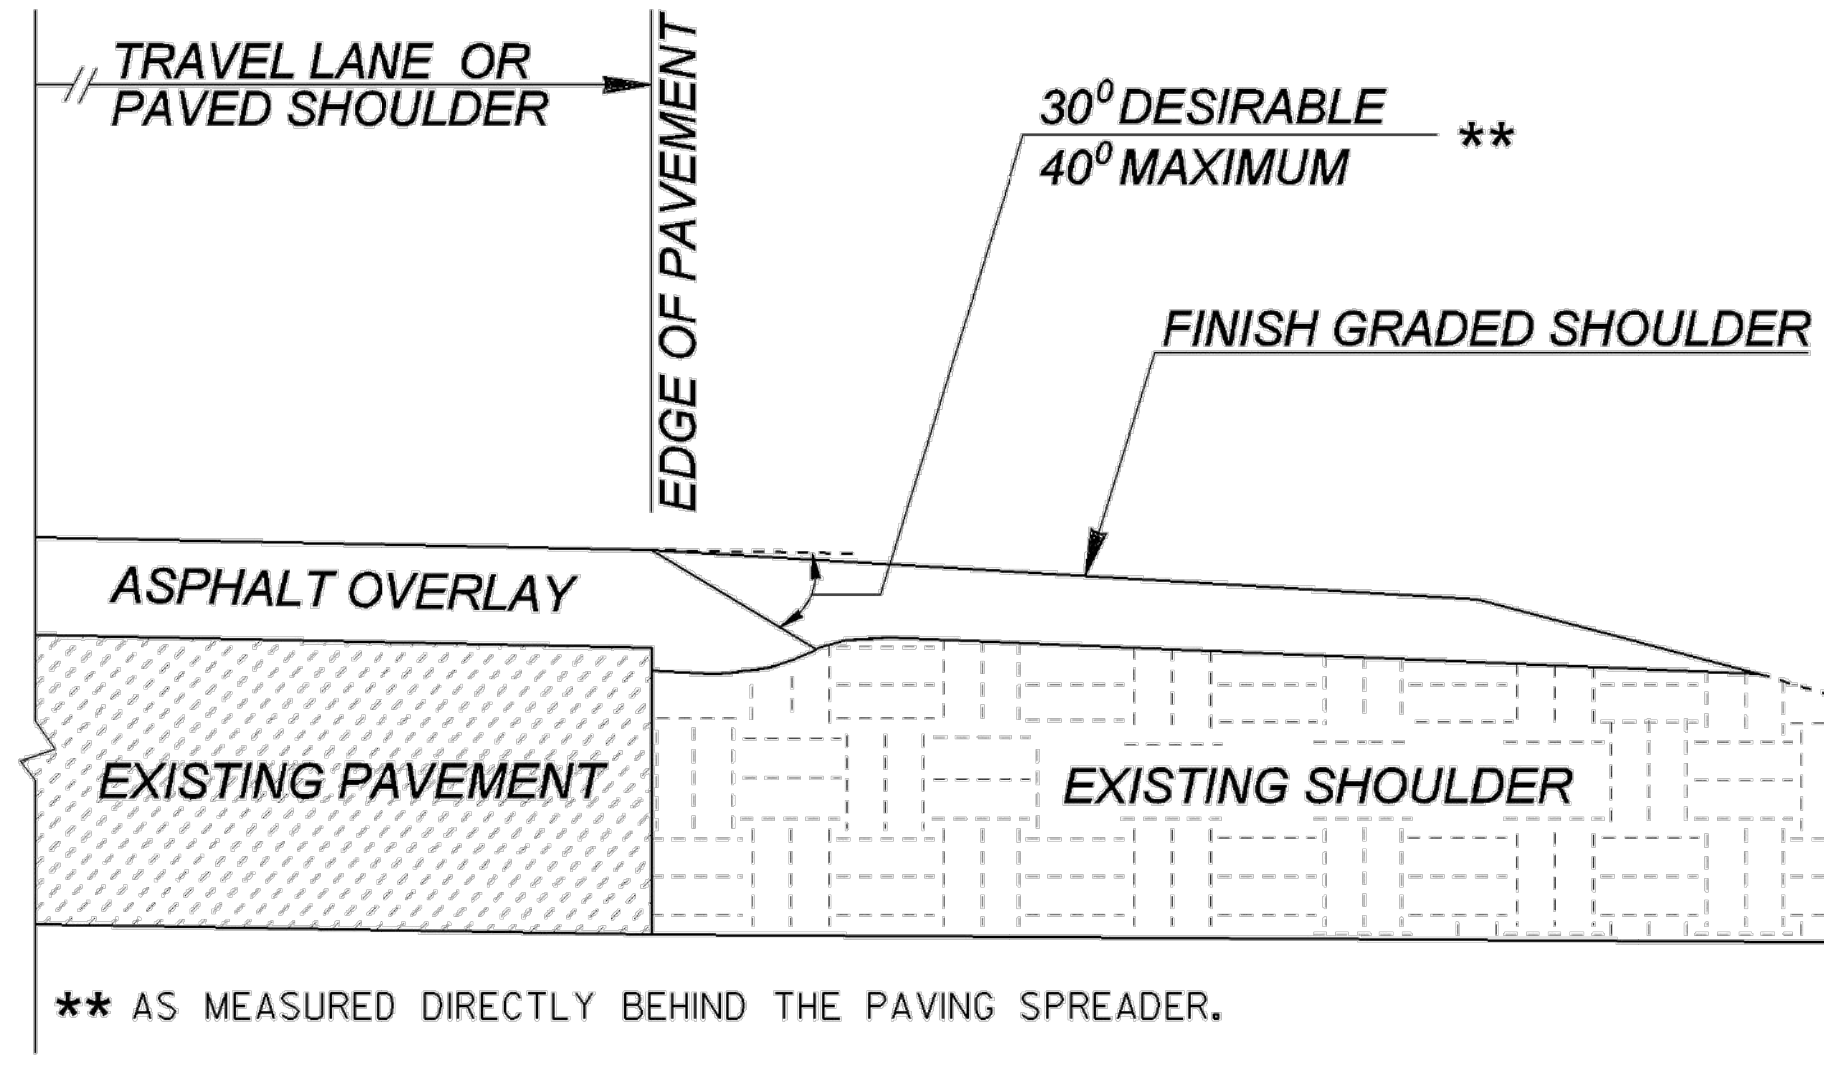 TRAVEL LANE OR
PAVED SHOULDER
EDGE OF PAVEMENT
30⁰ DESIRABLE
40⁰ MAXIMUM
**
FINISH GRADED SHOULDER
ASPHALT OVERLAY
EXISTING PAVEMENT
EXISTING SHOULDER
** AS MEASURED DIRECTLY BEHIND THE PAVING SPREADER.